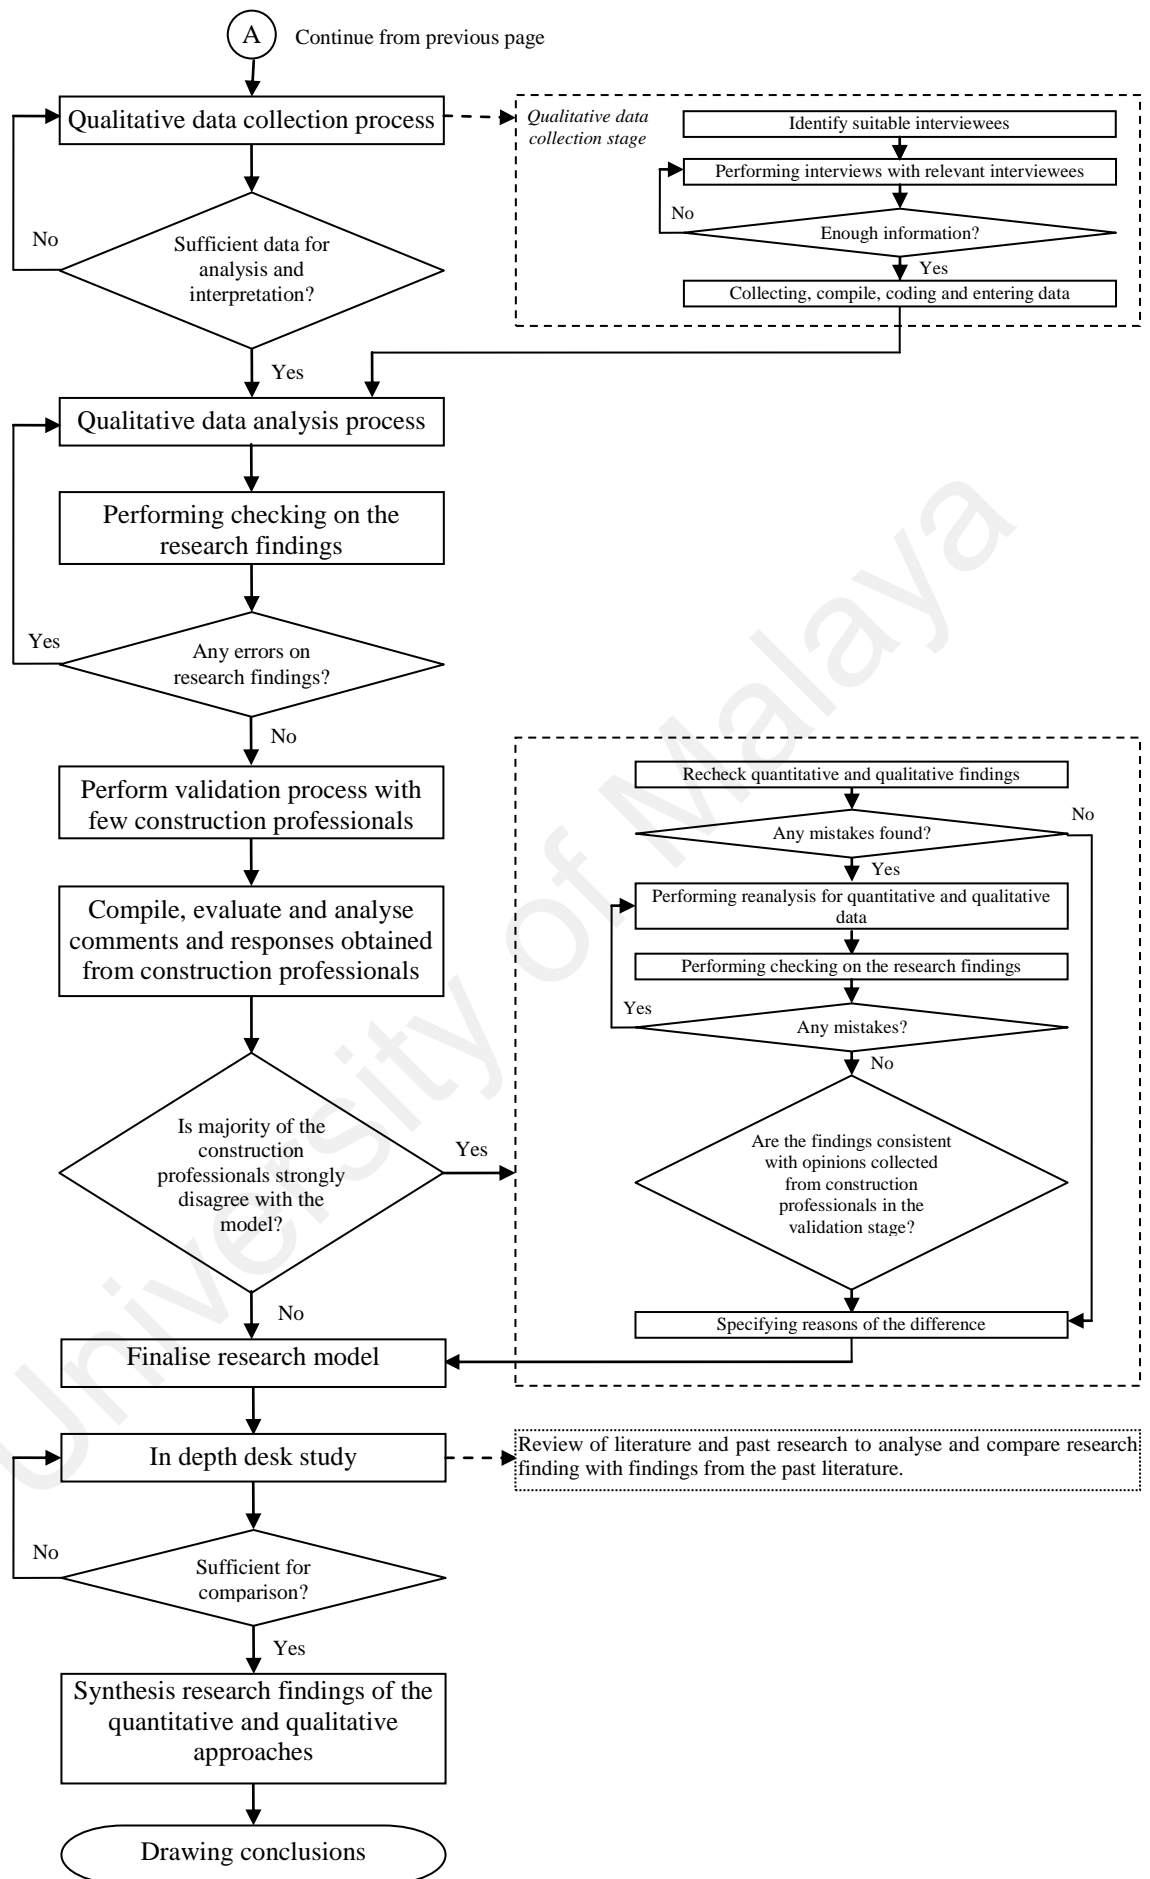 A
Continue from previous page
Qualitative data collection process
No
Sufficient data for
analysis and
interpretation?
Yes
Qualitative data
collection stage
Identify suitable interviewees
Performing interviews with relevant interviewees
No
Enough information?
Yes
Collecting, compile, coding and entering data
Qualitative data analysis process
Performing checking on the
research findings
Yes
Any errors on
research findings?
No
Perform validation process with
few construction professionals
Compile, evaluate and analyse
comments and responses obtained
from construction professionals
Is majority of the
construction
professionals strongly
disagree with the
model?
Yes
No
Recheck quantitative and qualitative findings
Any mistakes found?
No
Yes
Performing reanalysis for quantitative and qualitative
data
Performing checking on the research findings
Yes
Any mistakes?
No
Are the findings consistent
with opinions collected
from construction
professionals in the
validation stage?
Specifying reasons of the difference
Finalise research model
In depth desk study
Review of literature and past research to analyse and compare research
finding with findings from the past literature.
No
Sufficient for
comparison?
Yes
Synthesis research findings of the
quantitative and qualitative
approaches
Drawing conclusions
University of Malaya